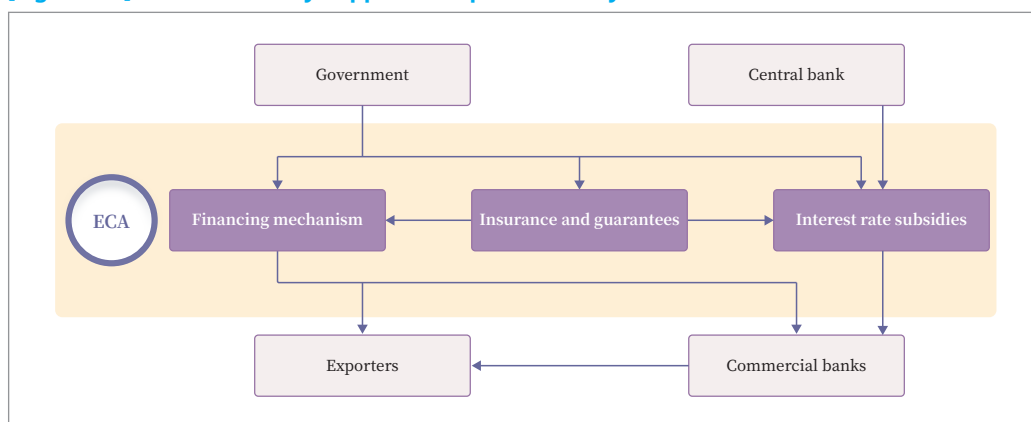 Government
Central bank
ECA
Financing mechanism
Insurance and guarantees
Interest rate subsidies
Exporters
Commercial banks